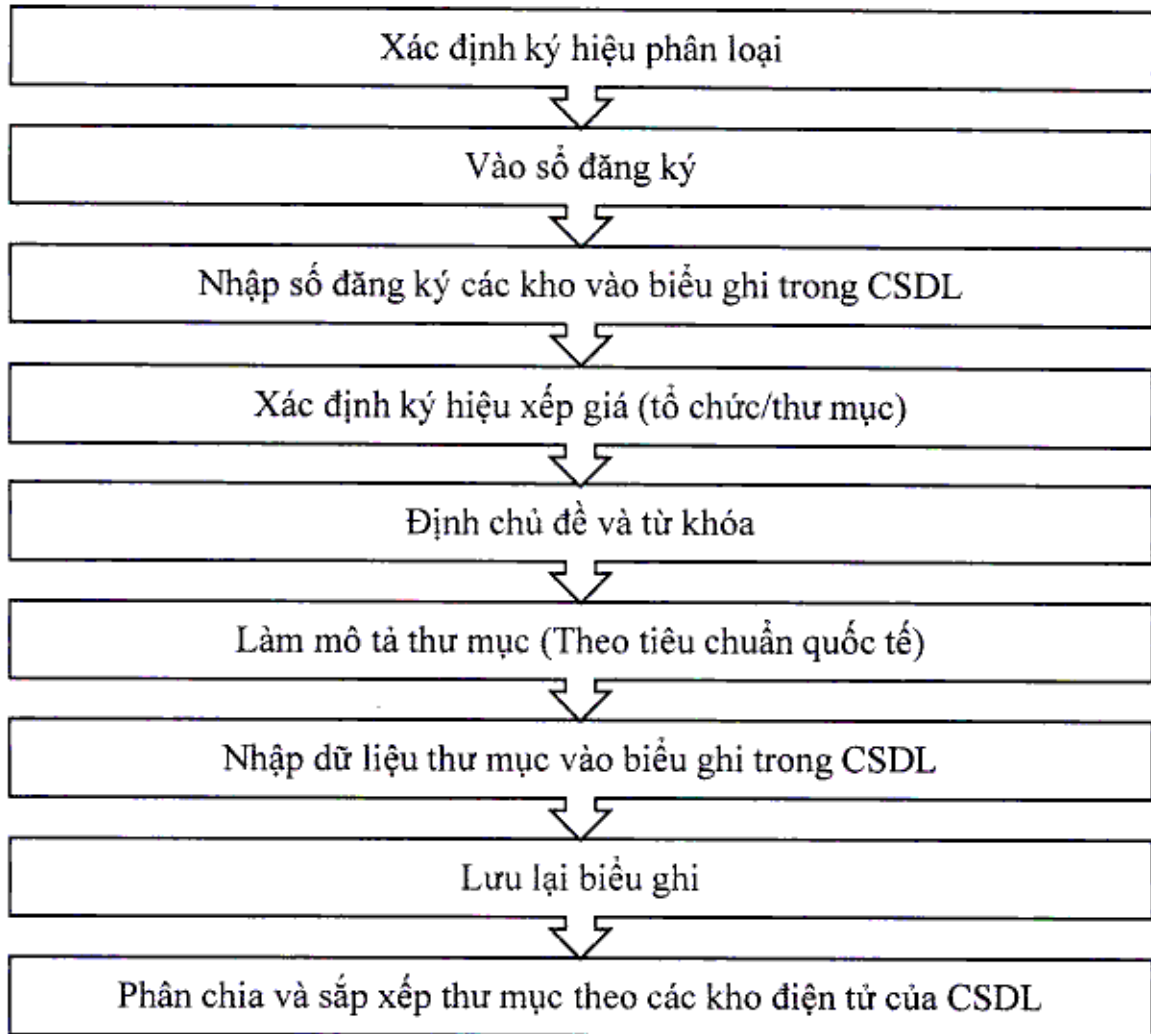 Xác định ký hiệu phân loại
Vào sổ đăng ký
Nhập số đăng ký các kho vào biểu ghi trong CSDL
Xác định ký hiệu xếp giá (tổ chức/thư mục)
Định chủ đề và từ khóa
Làm mô tả thư mục (Theo tiêu chuẩn quốc tế)
Nhập dữ liệu thư mục vào biểu ghi trong CSDL
Lưu lại biểu ghi
Phân chia và sắp xếp thư mục theo các kho điện tử của CSDL